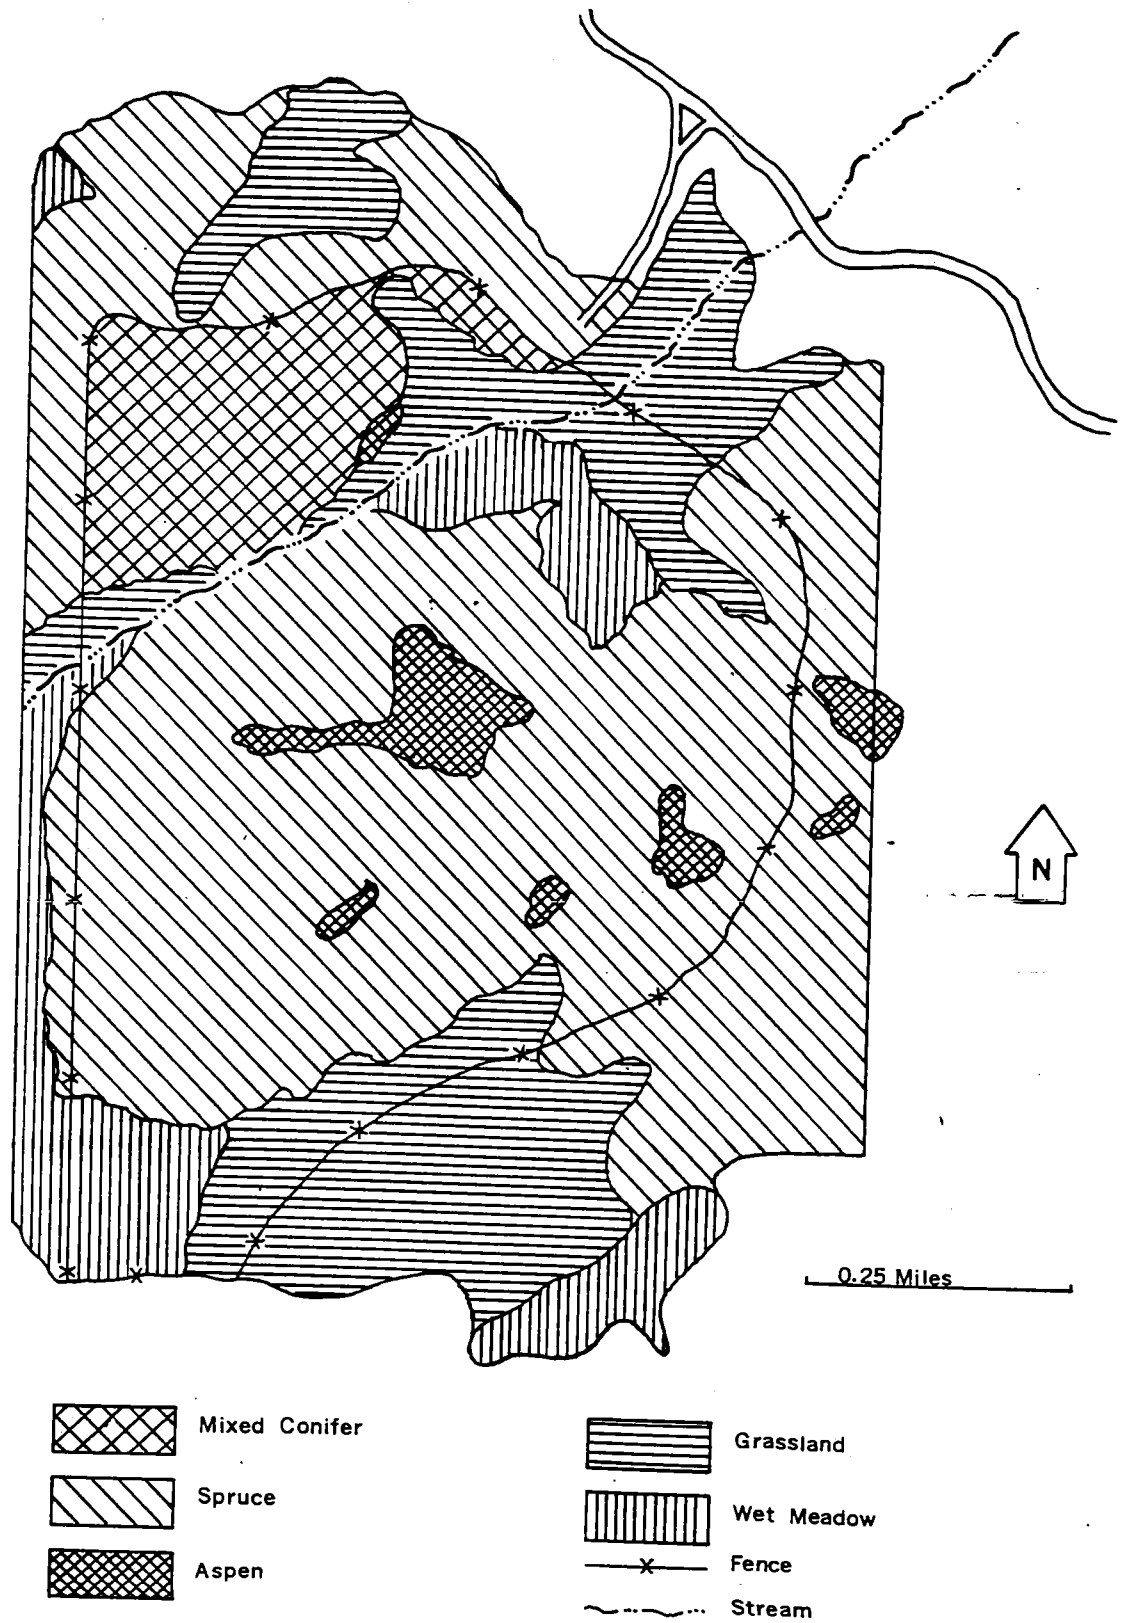 N
0.25 Miles
Mixed Conifer
Spruce
Aspen
Grassland
Wet Meadow
Fence
Stream